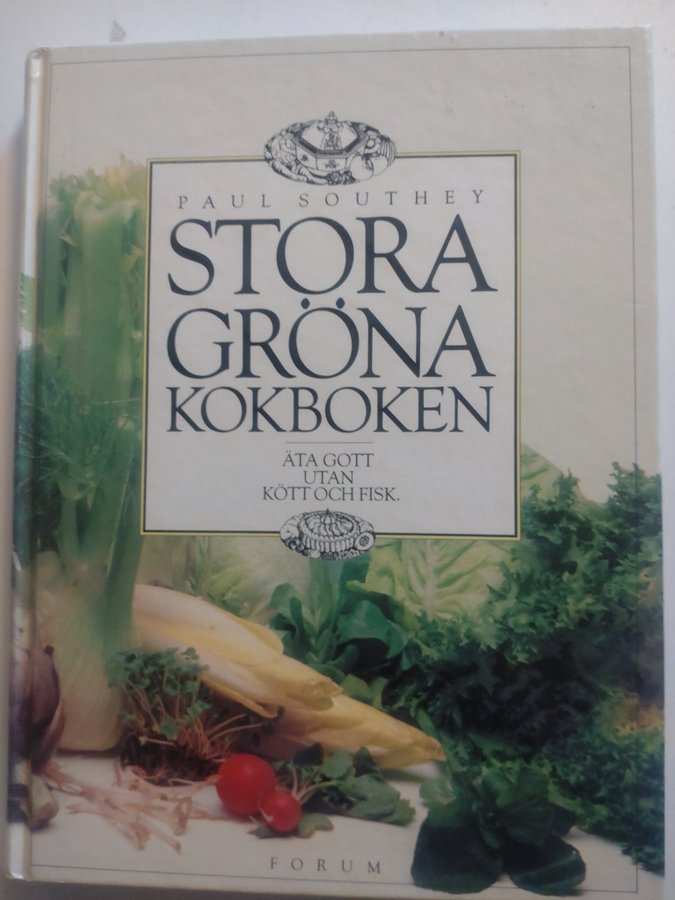 PAUL SOUTHEY
STORA
GRÖNA
KOKBOKEN
ÄTA GOTT
UTAN
KÖTT OCH FISK.
FORUM